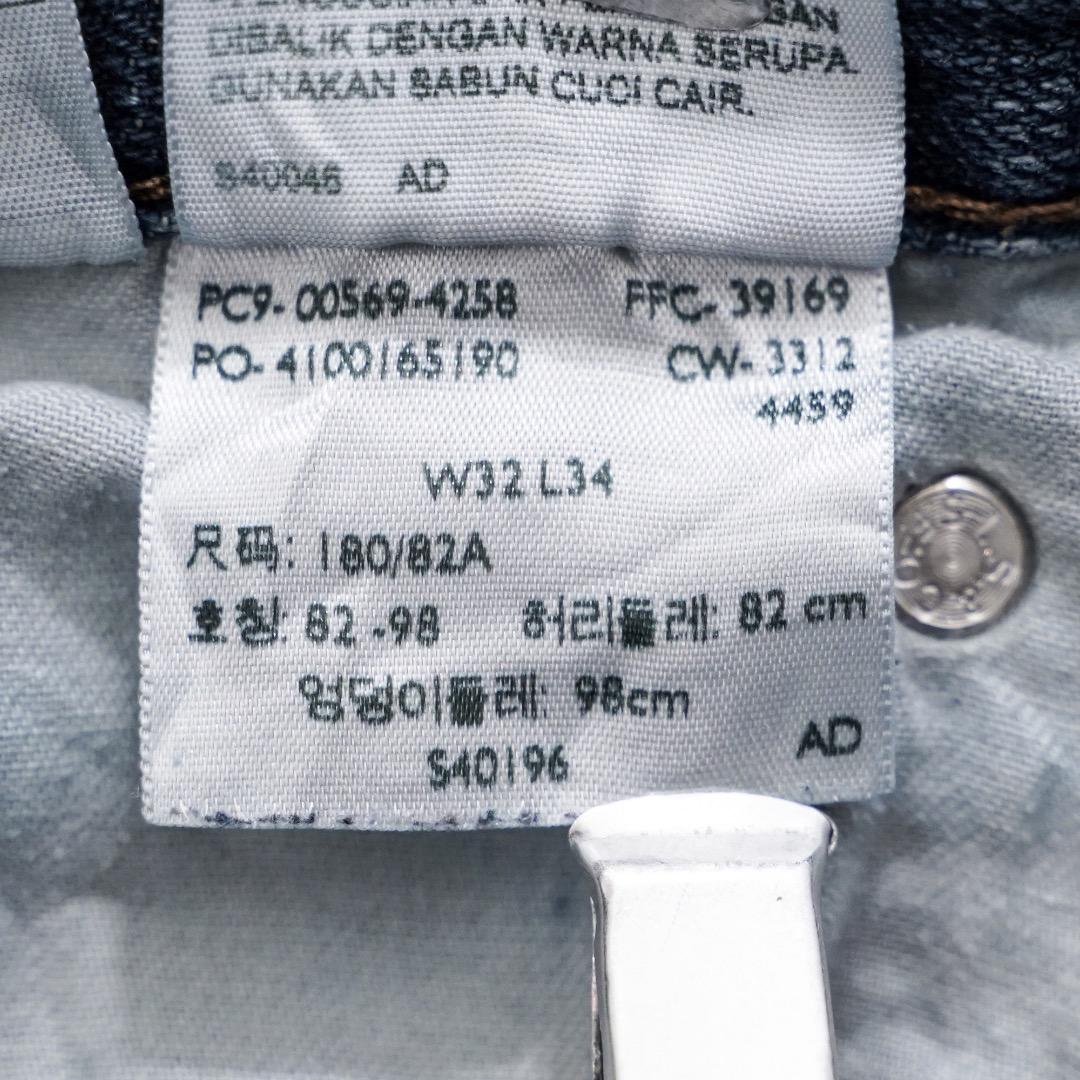 GAN
DIBALIK DENGAN WARNA SERUPA.
GUNAKAN SABUN CUCI CAIR.
S40046 AD
PC9-00569-4258 FFC-39169
PO-4100165190 CW-3312
4459
W32 L34
尺码: 180/82A
호칭: 82-98 허리둘레: 82 cm
엉덩이둘레: 98cm
S40196 AD